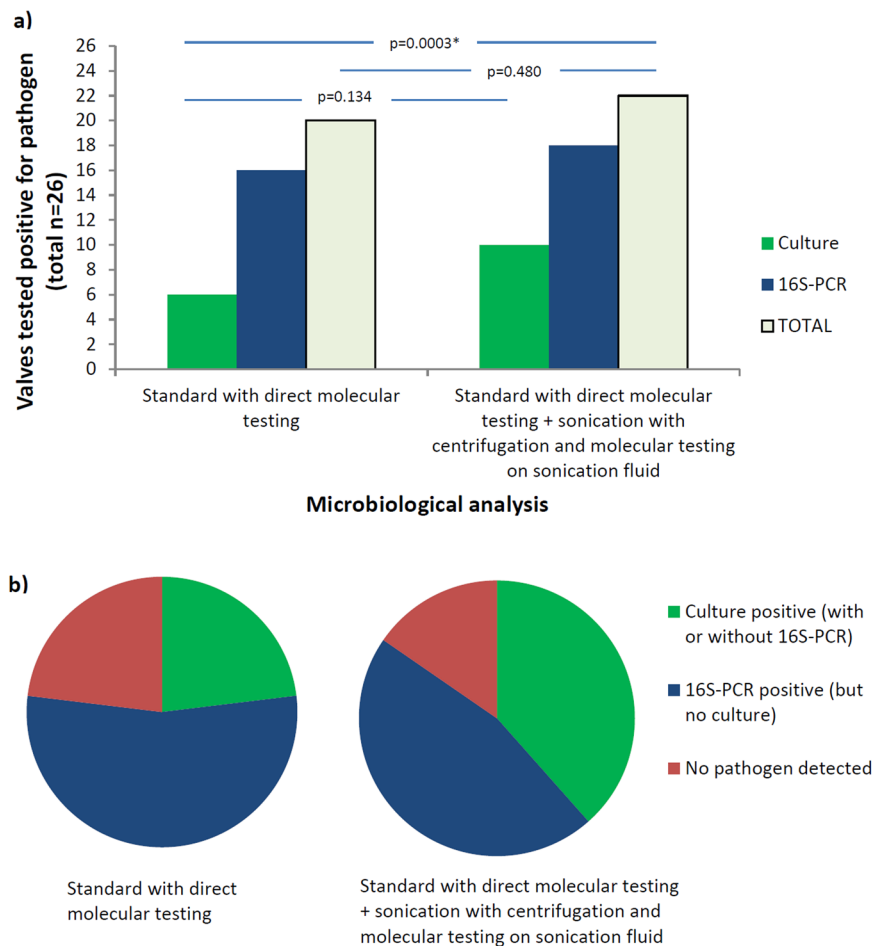 a)
Valves tested positive for pathogen
(total n=26)
26
24
22
20
18
16
14
12
10
8
6
4
2
0
p=0.0003*
p=0.480
p=0.134
Culture
16S-PCR
TOTAL
Standard with direct molecular
testing
Standard with direct molecular
testing + sonication with
centrifugation and molecular testing
on sonication fluid
Microbiological analysis
b)
Culture positive (with
or without 16S-PCR)
16S-PCR positive (but
no culture)
No pathogen detected
Standard with direct
molecular testing
Standard with direct molecular testing
+ sonication with centrifugation and
molecular testing on sonication fluid